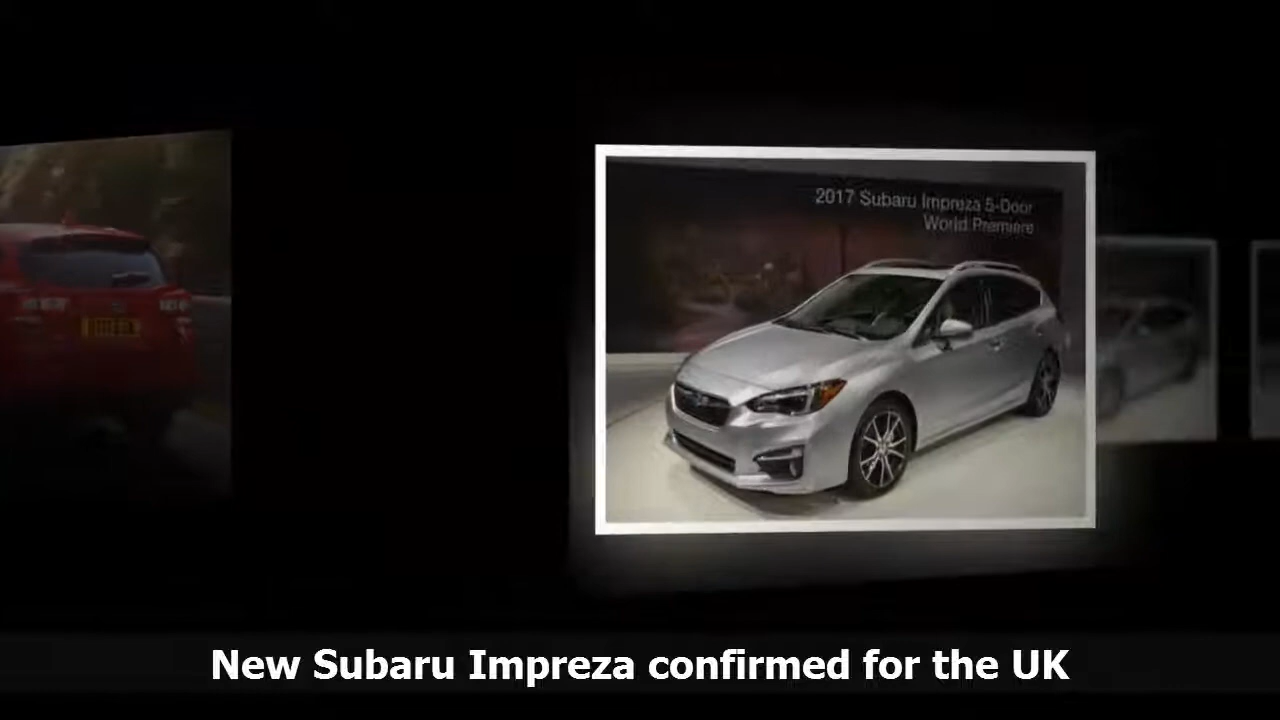 2017 Subaru Impreza 5-Door
World Premiere
New Subaru Impreza confirmed for the UK